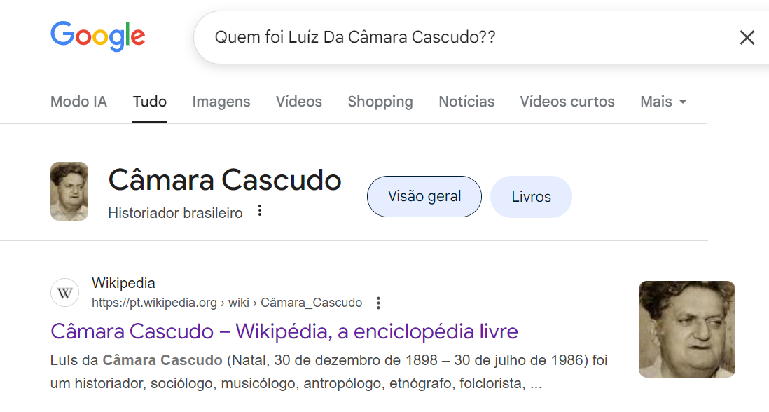 Google
Quem foi Luíz Da Câmara Cascudo??
Modo IA Tudo Imagens Vídeos Shopping Notícias Vídeos curtos Mais
Câmara Cascudo
Historiador brasileiro
Visão geral
Livros
W
Wikipedia
https://pt.wikipedia.org › wiki › Câmara_Cascudo
Câmara Cascudo – Wikipédia, a enciclopédia livre
Luís da Câmara Cascudo (Natal, 30 de dezembro de 1898 – 30 de julho de 1986) foi
um historiador, sociólogo, musicólogo, antropólogo, etnógrafo, folclorista, ...